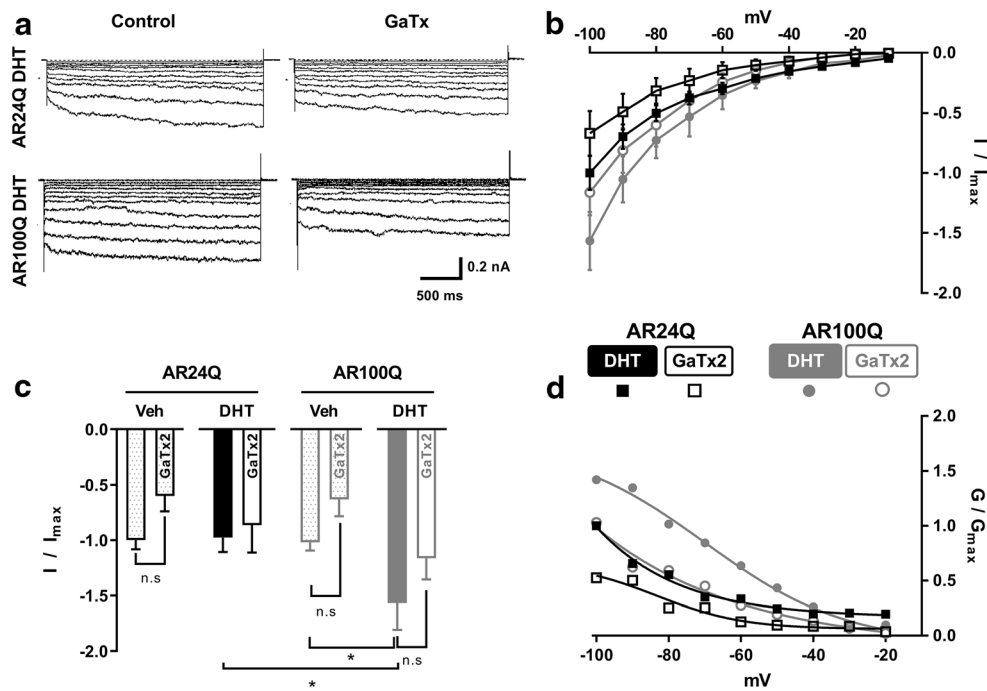 a
Control
GaTx
AR24Q DHT
AR100Q DHT
0.2 nA
500 ms
b
mV
-100 -80 -60 -40 -20
0.0
-0.5
-1.0
-1.5
-2.0
I / Imax
AR24Q
AR100Q
DHT GaTx2
DHT GaTx2
c
AR24Q
AR100Q
Veh DHT
Veh DHT
0.0
-0.5
-1.0
-1.5
-2.0
I / Imax
GaTx2
GaTx2
GaTx2
GaTx2
n.s
n.s
n.s
*
*
d
2.0
1.5
1.0
0.5
0.0
G / Gmax
-100 -80 -60 -40 -20
mV